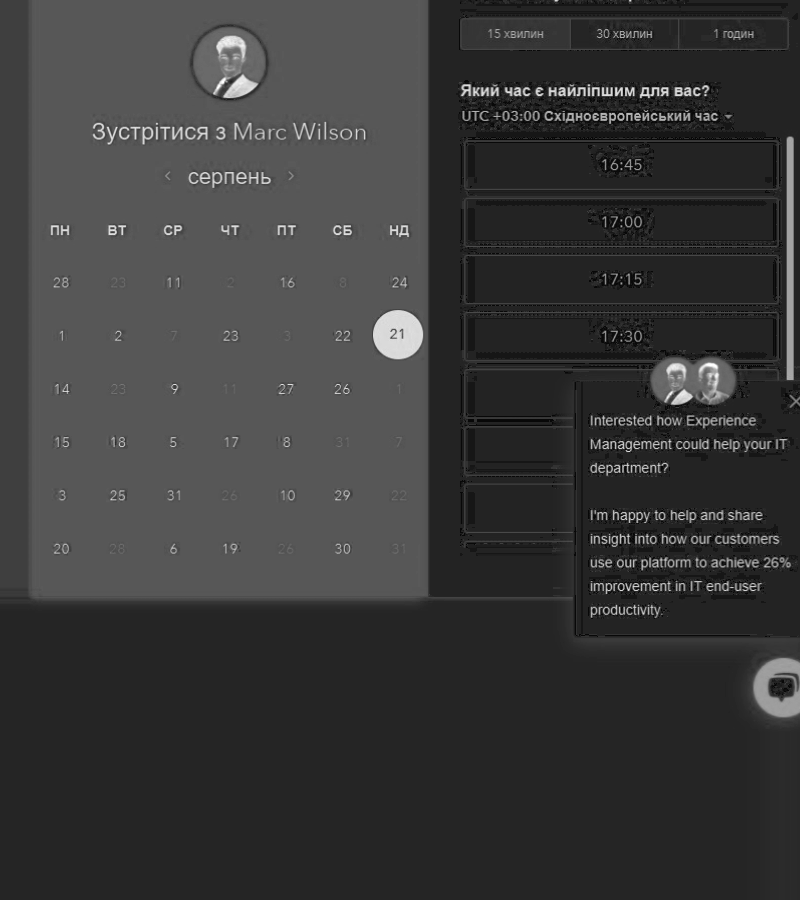 Зустрітися з Marc Wilson
серпень
ПН ВТ СР ЧТ ПТ СБ НД
28 23 11 2 16 8 24
1 2 7 23 3 22 21
14 23 9 11 27 26 1
15 18 5 17 8 31 7
3 25 31 26 10 29 22
20 28 6 19 26 30 31
15 хвилин 30 хвилин 1 годин
Який час є найліпшим для вас?
UTC +03:00 Східноєвропейський час
16:45
17:00
17:15
17:30
Interested how Experience
Management could help your IT
department?
I'm happy to help and share
insight into how our customers
use our platform to achieve 26%
improvement in IT end-user
productivity.